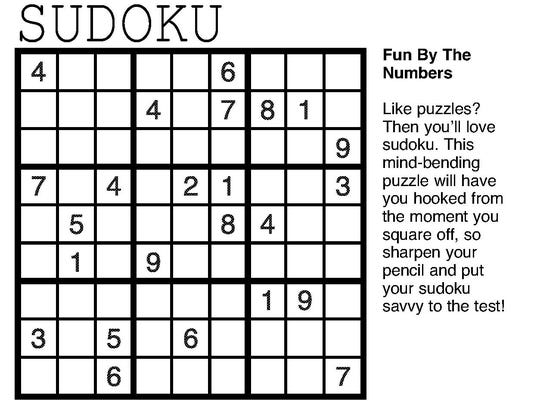 SUDOKU
4 6
4 7 8 1
9
7 4 2 1 3
5 8 4
1 9
1 9
3 5 6
6 7
Fun By The
Numbers
Like puzzles?
Then you'll love
sudoku. This
mind-bending
puzzle will have
you hooked from
the moment you
square off, so
sharpen your
pencil and put
your sudoku
savvy to the test!